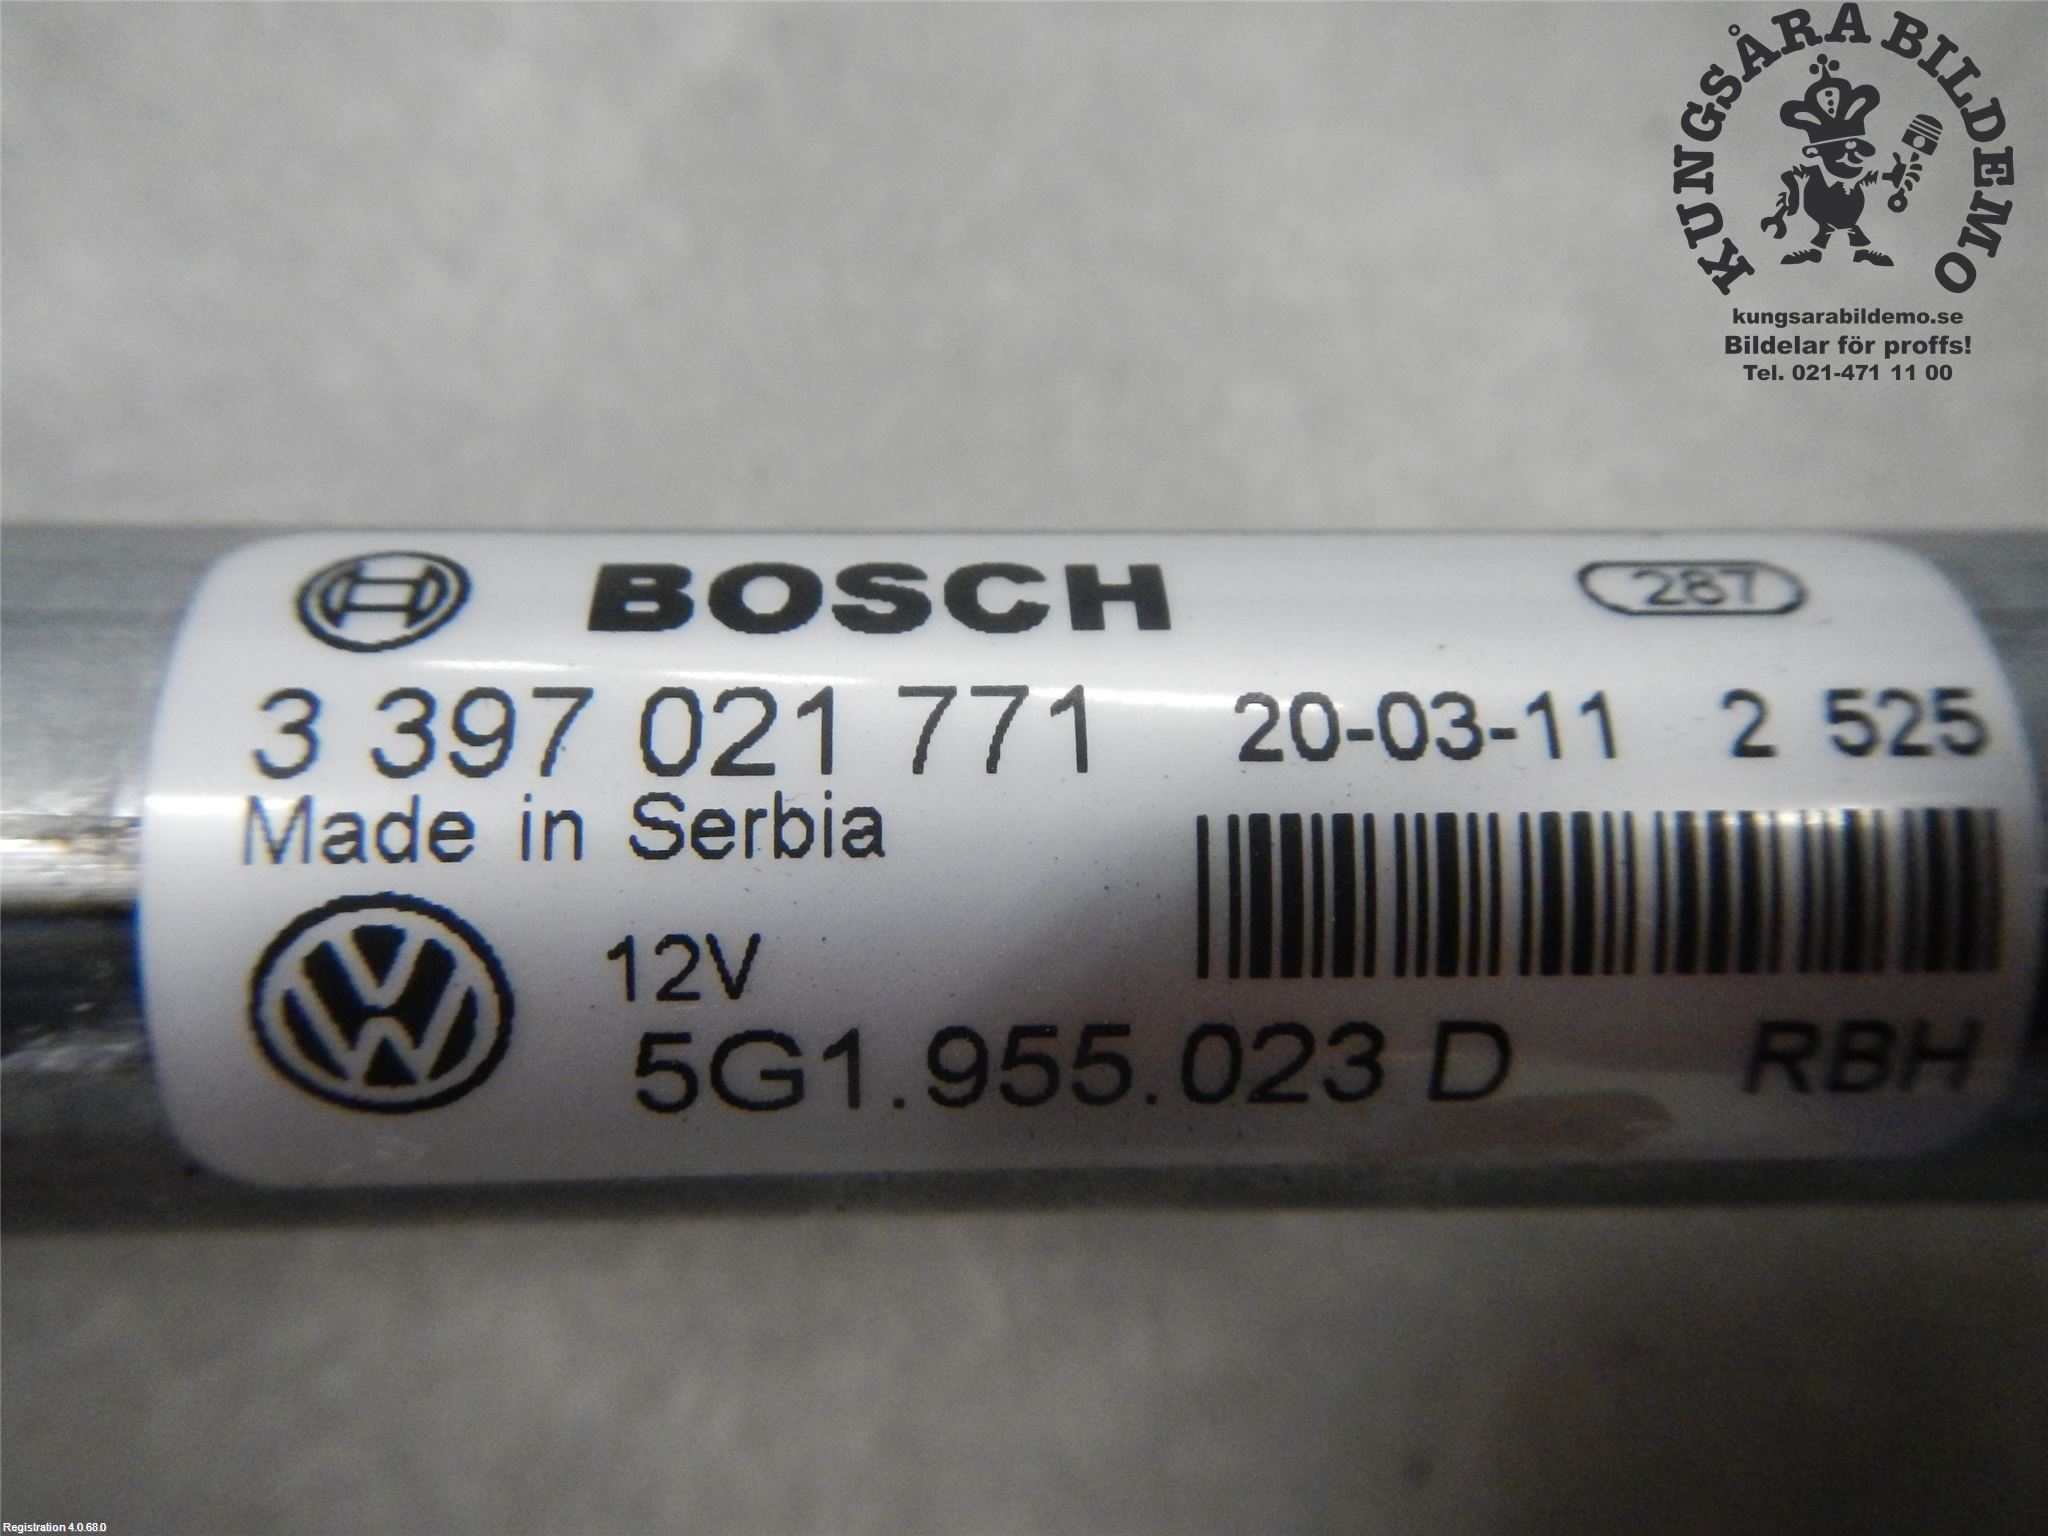 KUNGSÅRA BILDEMO
kungsarabildemo.se
Bildelar för proffs!
Tel. 021-471 11 00
BOSCH 287
3 397 021 771 20-03-11 2 525
Made in Serbia
12V
5G1.955.023 D RBH
Registration 4.0.68.0